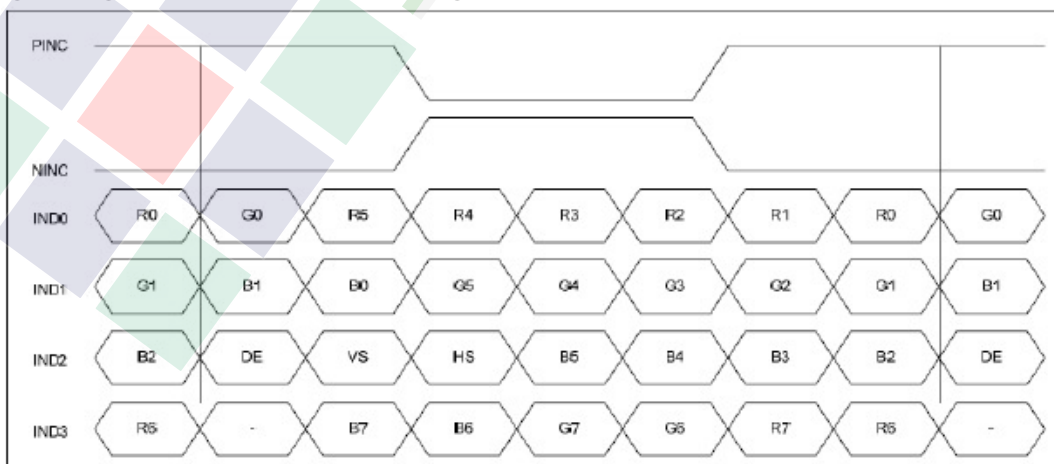 PINC
NINC
IND0 R0 G0 R5 R4 R3 R2 R1 R0 G0
IND1 G1 B1 B0 G5 G4 G3 G2 G1 B1
IND2 B2 DE VS HS B5 B4 B3 B2 DE
IND3 R6 - B7 B6 G7 G6 R7 R6 -